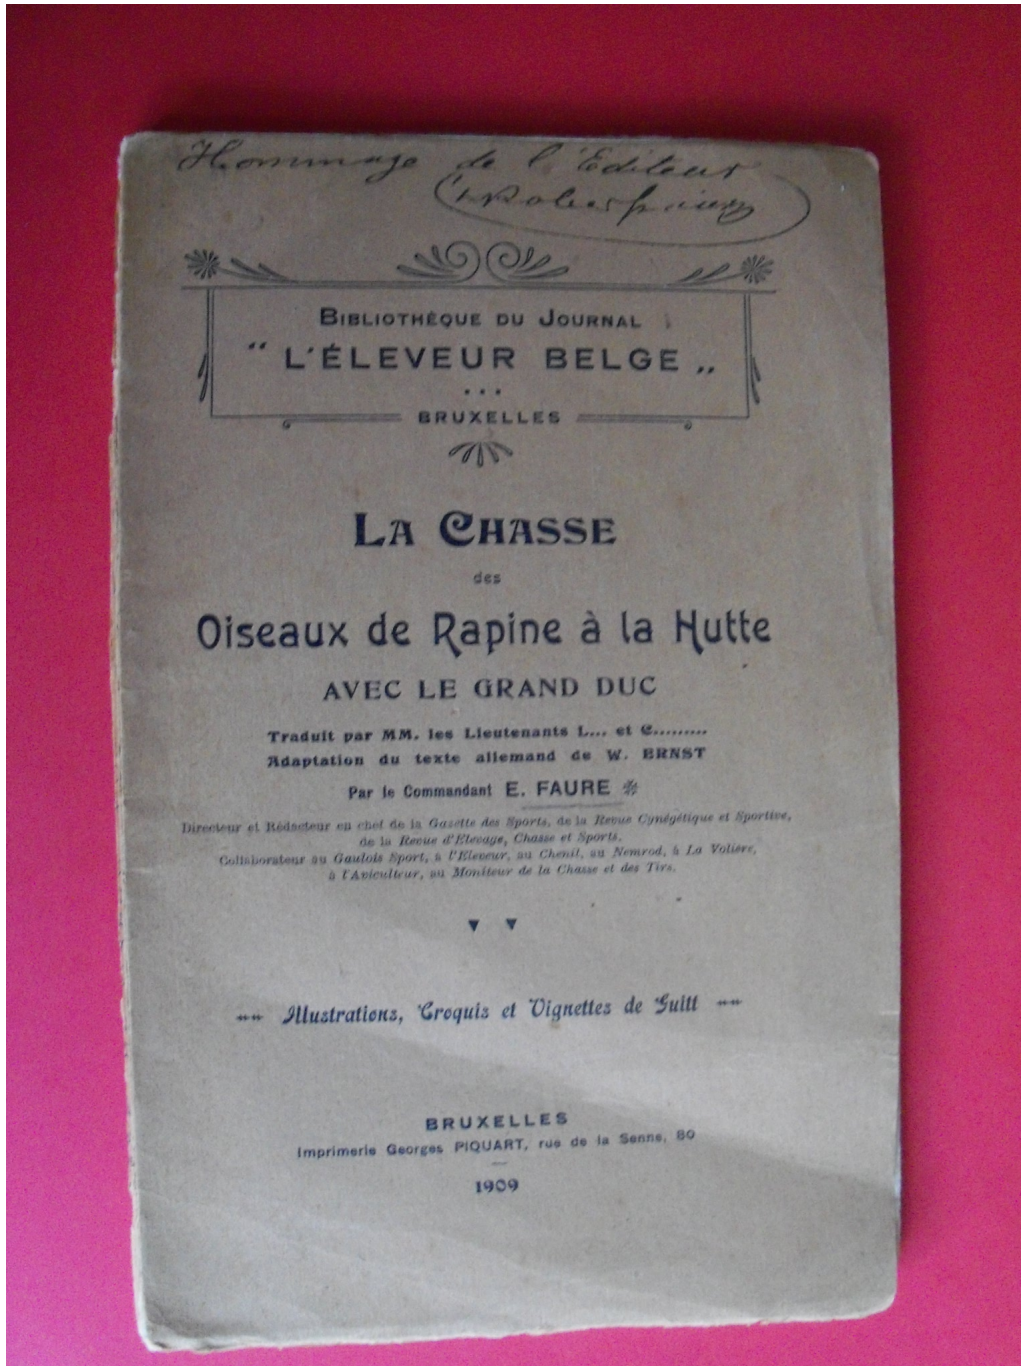 Hommage de l'Editeur
BIBLIOTHÈQUE DU JOURNAL
" L'ÉLEVEUR BELGE „
...
BRUXELLES
LA CHASSE
des
Oiseaux de Rapine à la Hutte
AVEC LE GRAND DUC
Traduit par MM. les Lieutenants L... et C.........
Adaptation du texte allemand de W. ERNST
Par le Commandant E. FAURE
Directeur et Rédacteur en chef de la Gazette des Sports, de la Revue Cynégétique et Sportive,
de la Revue d'Elevage, Chasse et Sports.
Collaborateur au Gaulois Sport, à l'Eleveur, au Chenil, au Nemrod, à La Volière,
à l'Aviculteur, au Moniteur de la Chasse et des Tirs.
Illustrations, Croquis et Vignettes de Guitt
BRUXELLES
Imprimerie Georges PIQUART, rue de la Senne, 80
1909